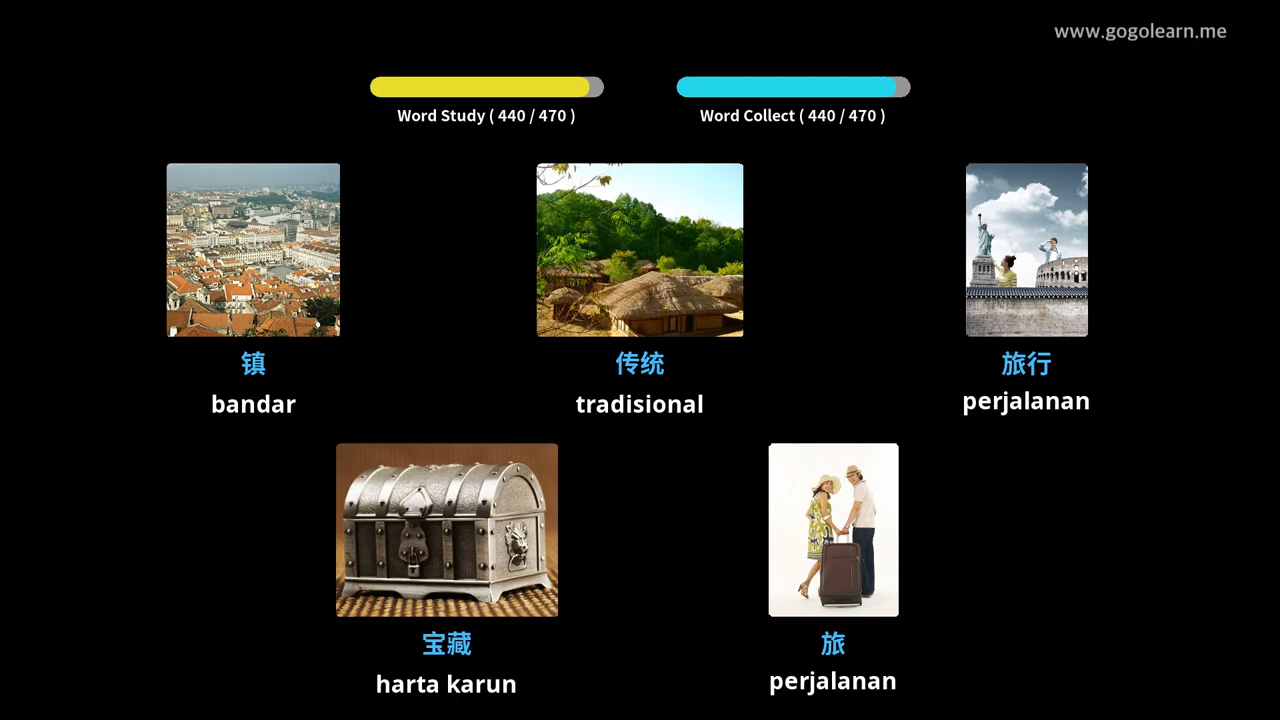 www.gogolearn.me
Word Study ( 440 / 470 )
Word Collect ( 440 / 470 )
镇
bandar
传统
tradisional
旅行
perjalanan
宝藏
harta karun
旅
perjalanan